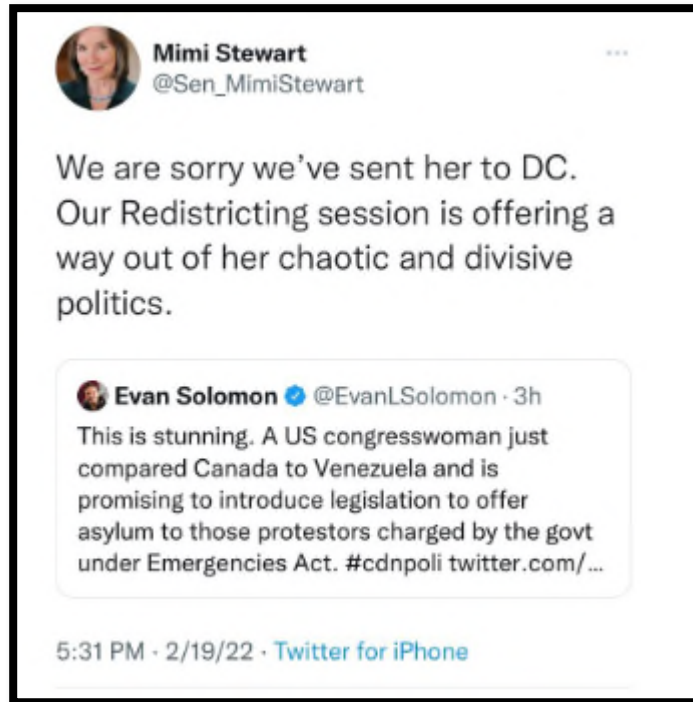 Mimi Stewart
@Sen_MimiStewart
We are sorry we've sent her to DC.
Our Redistricting session is offering a
way out of her chaotic and divisive
politics.
Evan Solomon @EvanLSolomon · 3h
This is stunning. A US congresswoman just
compared Canada to Venezuela and is
promising to introduce legislation to offer
asylum to those protestors charged by the govt
under Emergencies Act. #cdnpoli twitter.com/...
5:31 PM · 2/19/22 · Twitter for iPhone